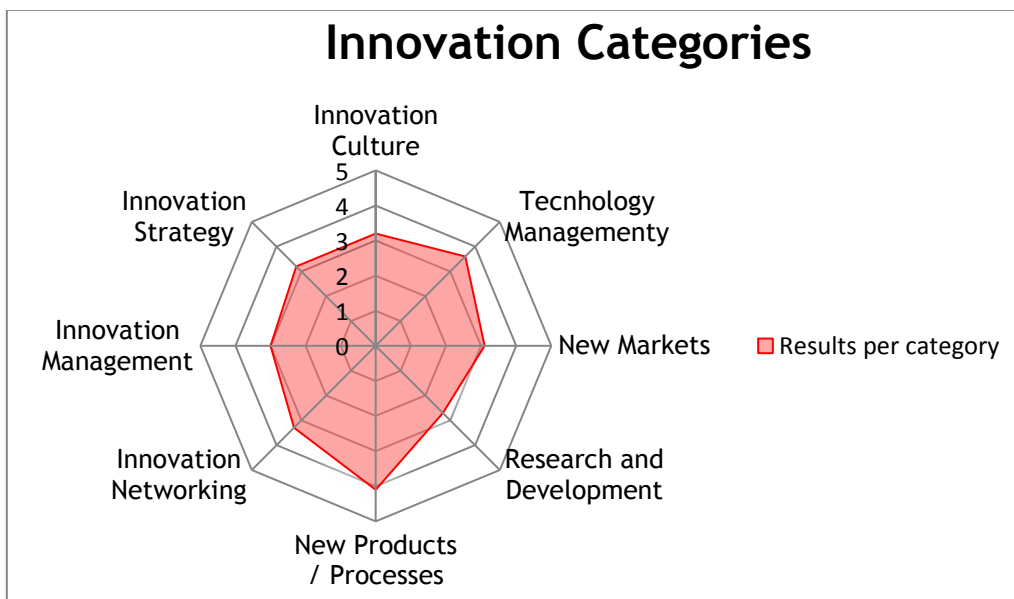 Innovation Categories
Innovation
Culture
5
4
3
2
1
0
Tecnhology
Managementy
New Markets
Research and
Development
New Products
/ Processes
Innovation
Networking
Innovation
Management
Innovation
Strategy
Results per category